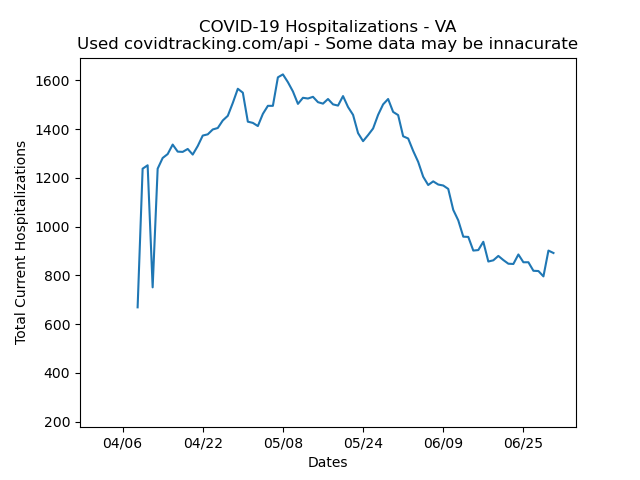 COVID-19 Hospitalizations - VA
Used covidtracking.com/api - Some data may be innacurate
1600
1400
1200
1000
800
600
400
200
Total Current Hospitalizations
04/06 04/22 05/08 05/24 06/09 06/25
Dates